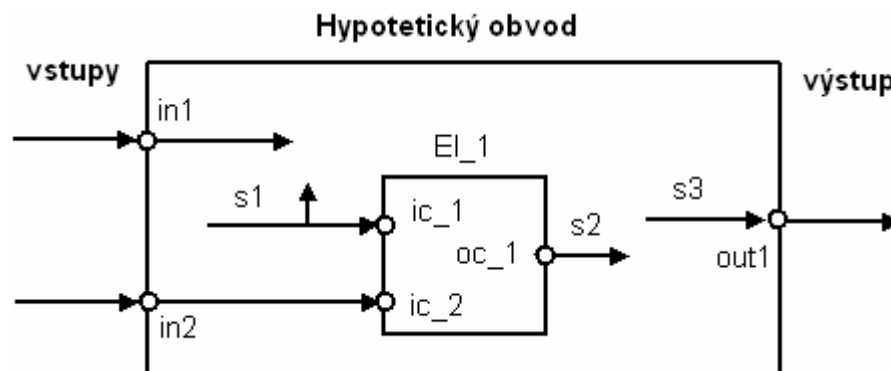 Hypotetický obvod
vstupy
výstup
in1
El_1
s1
ic_1
s2
s3
oc_1
out1
ic_2
in2